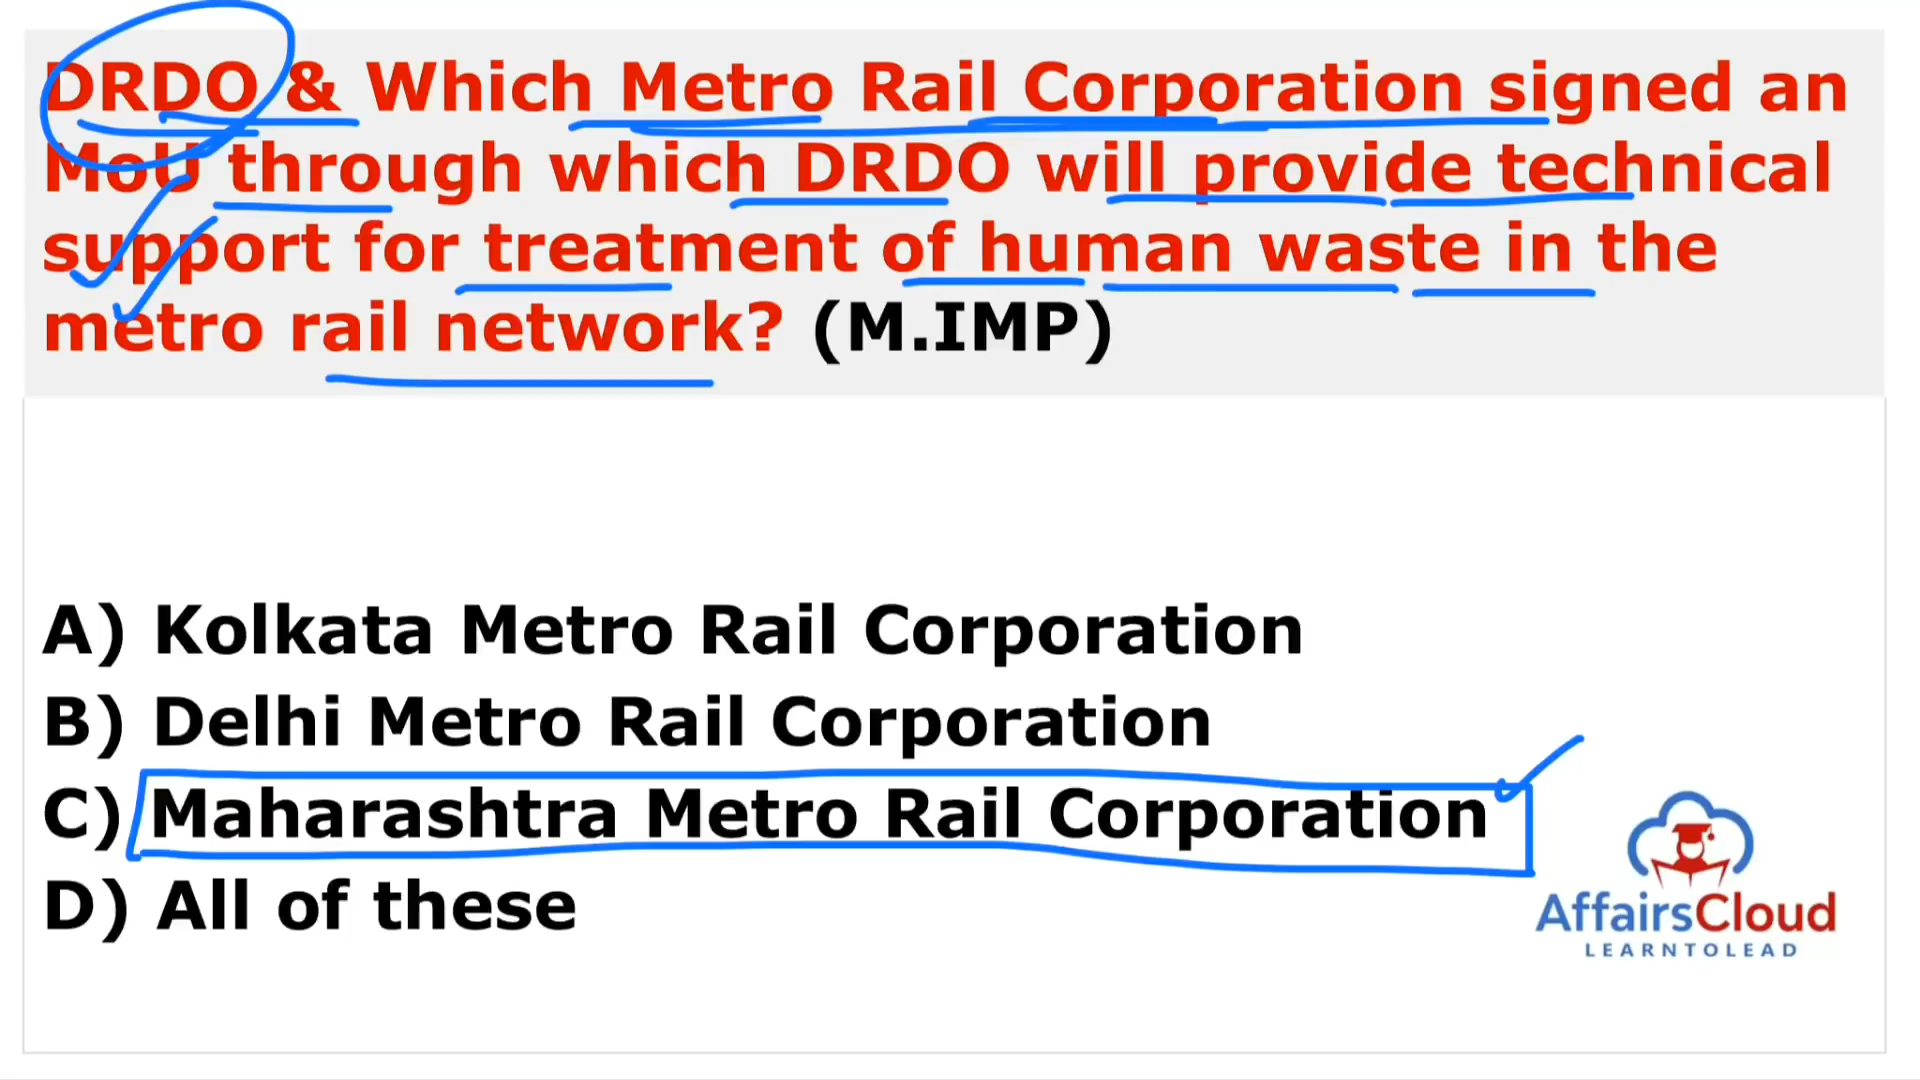 DRDO & Which Metro Rail Corporation signed an
MoU through which DRDO will provide technical
support for treatment of human waste in the
metro rail network? (M.IMP)
A) Kolkata Metro Rail Corporation
B) Delhi Metro Rail Corporation
C) Maharashtra Metro Rail Corporation
D) All of these
AffairsCloud
LEARNTOLEAD